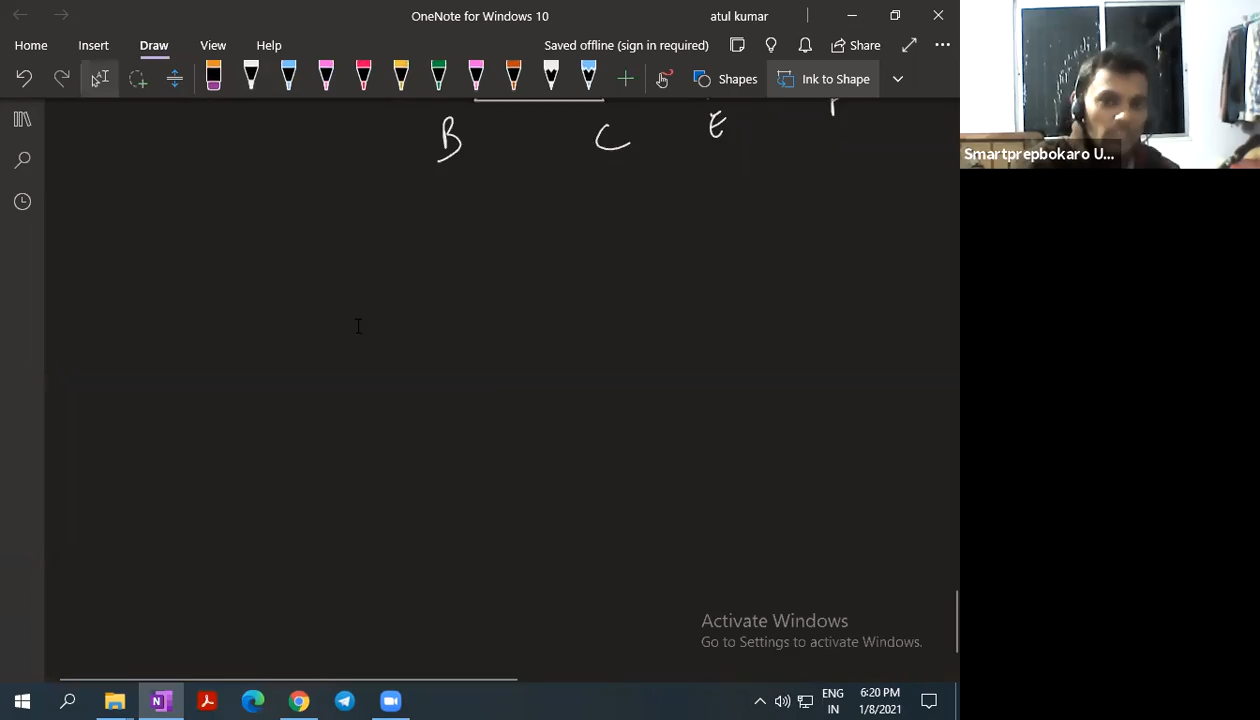 OneNote for Windows 10
atul kumar
Home Insert Draw View Help
Saved offline (sign in required)
Share
Shapes
Ink to Shape
B C E F
Smartprepbokaro U...
Activate Windows
Go to Settings to activate Windows.
ENG
IN
6:20 PM
1/8/2021